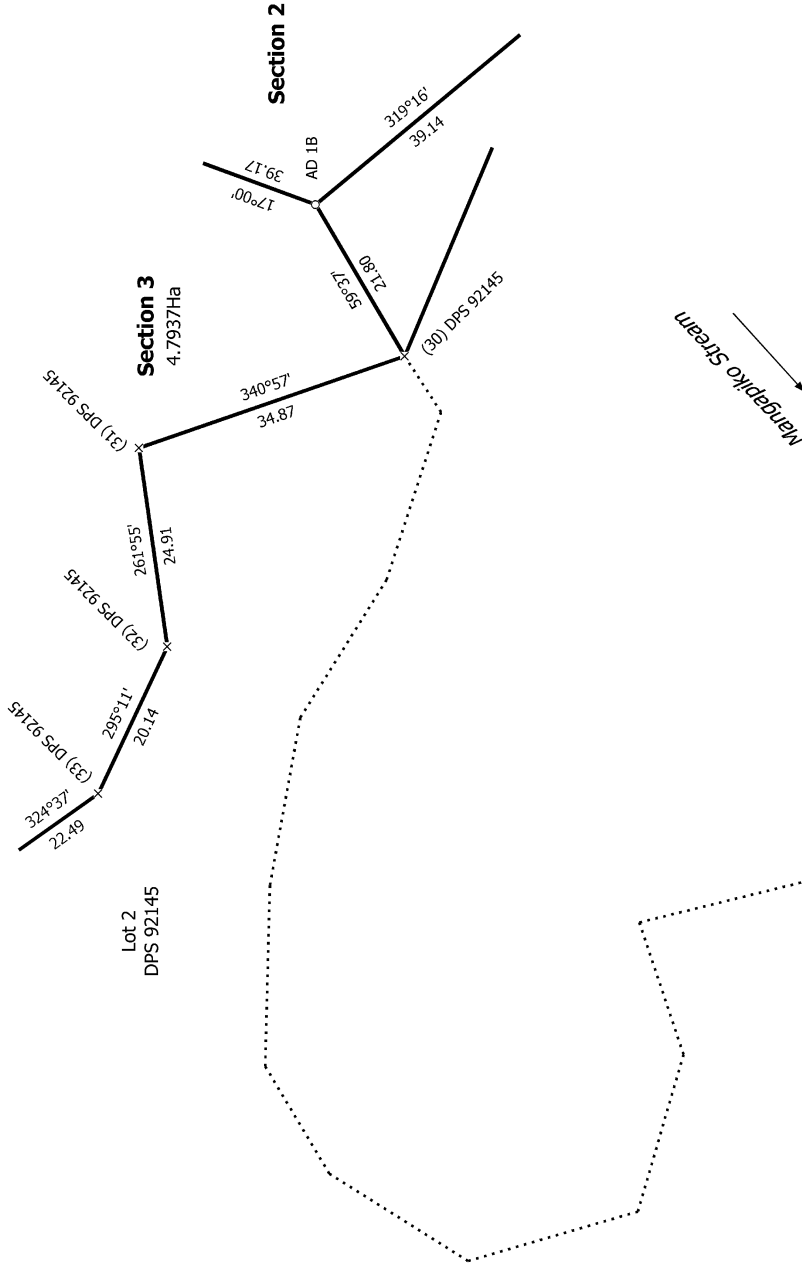 Section 2
319°16'
39.14
AD 1B
39.17
17°00'
21.80
59°37'
(30) DPS 92145
Section 3
4.7937Ha
340°57'
34.87
(31) DPS 92145
261°55'
24.91
(32) DPS 92145
295°11'
20.14
(33) DPS 92145
324°37'
22.49
Lot 2
DPS 92145
Mangapiko Stream